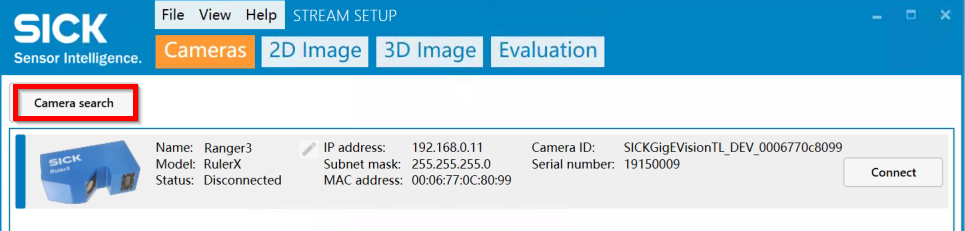 SICK
Sensor Intelligence.
File View Help STREAM SETUP
Cameras 2D Image 3D Image Evaluation
Camera search
SICK
RulerX
Name: Ranger3
Model: RulerX
Status: Disconnected
IP address: 192.168.0.11
Subnet mask: 255.255.255.0
MAC address: 00:06:77:0C:80:99
Camera ID: SICKGigEVisionTL_DEV_0006770c8099
Serial number: 19150009
Connect